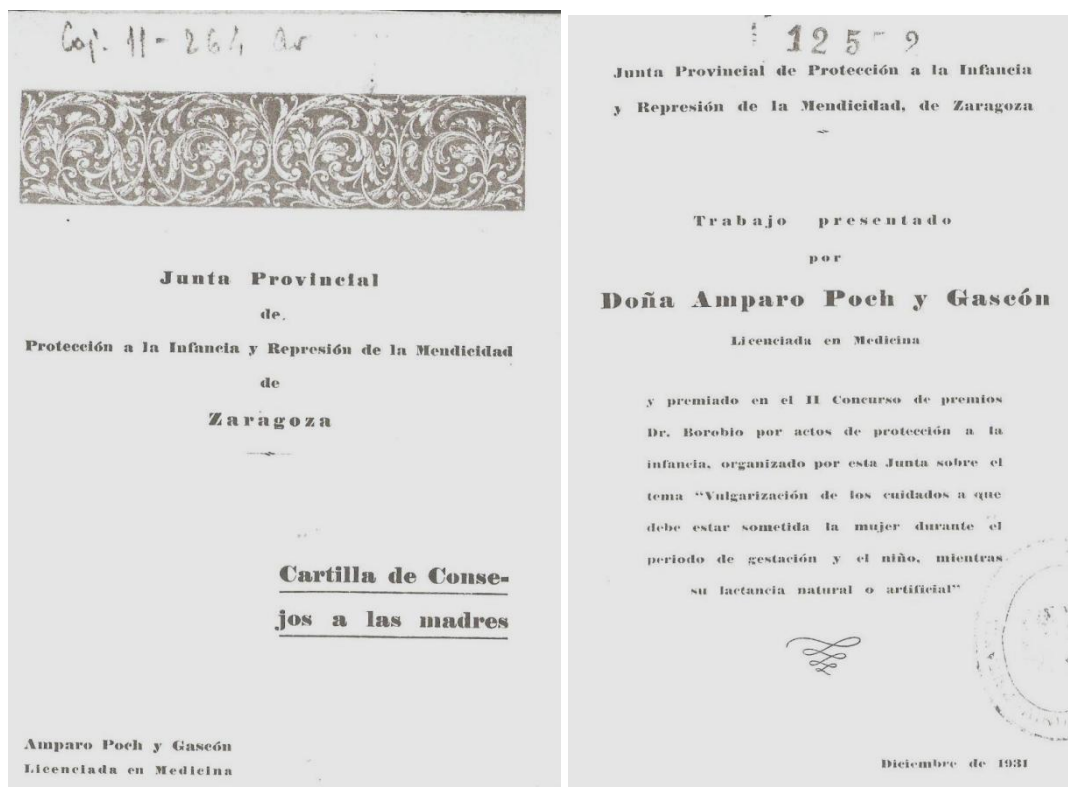 Caj. 11-264 Ar
Junta Provincial
de.
Protección a la Infancia y Represión de la Mendicidad
de
Zaragoza
Cartilla de Conse-
jos a las madres
Amparo Poch y Gascón
Licenciada en Medicina
125-9
Junta Provincial de Protección a la Infancia
y Represión de la Mendicidad, de Zaragoza
Trabajo presentado
por
Doña Amparo Poch y Gascón
Licenciada en Medicina
y premiado en el II Concurso de premios
Dr. Borobio por actos de protección a la
infancia, organizado por esta Junta sobre el
tema "Vulgarización de los cuidados a que
debe estar sometida la mujer durante el
periodo de gestación y el niño, mientras
su lactancia natural o artificial"
Diciembre de 1931